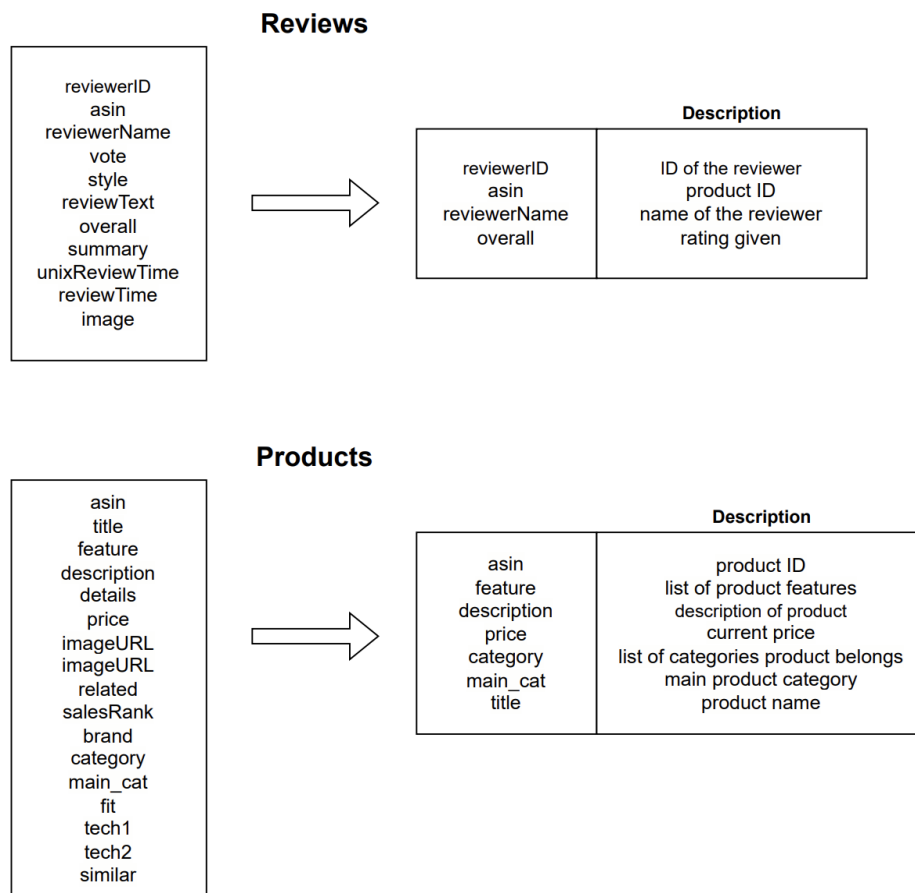 Reviews
reviewerID
asin
reviewerName
vote
style
reviewText
overall
summary
unixReviewTime
reviewTime
image
Description
reviewerID
asin
reviewerName
overall
ID of the reviewer
product ID
name of the reviewer
rating given
Products
asin
title
feature
description
details
price
imageURL
imageURL
related
salesRank
brand
category
main_cat
fit
tech1
tech2
similar
Description
asin
feature
description
price
category
main_cat
title
product ID
list of product features
description of product
current price
list of categories product belongs
main product category
product name